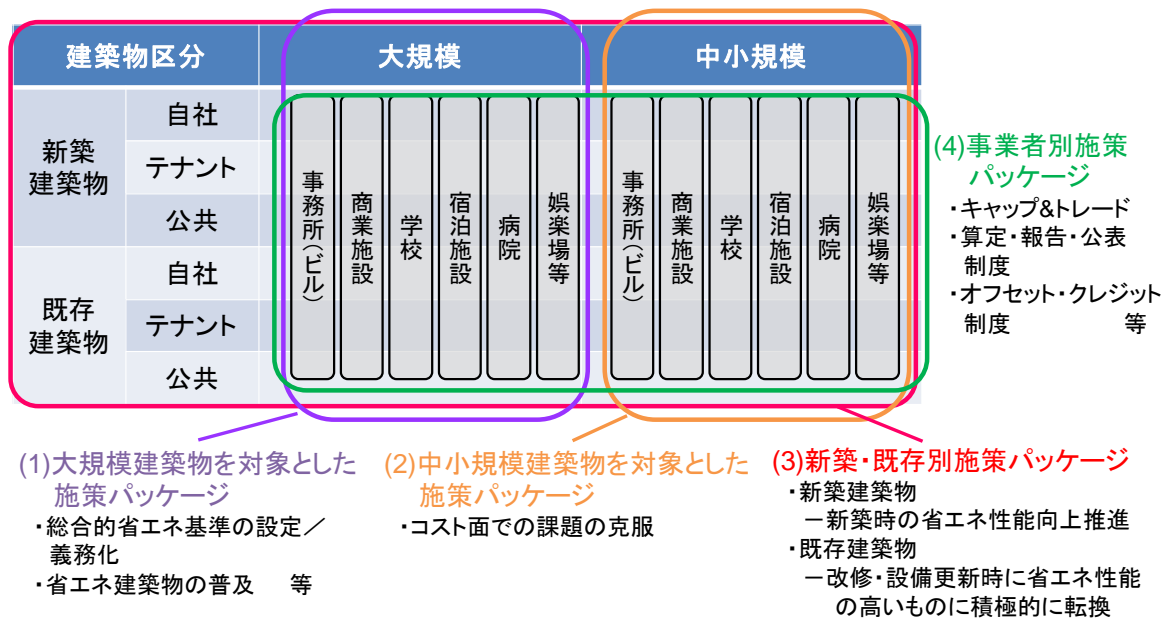 建築物区分
大規模
中小規模
新築
建築物
自社
テナント
公共
既存
建築物
自社
テナント
公共
事務所(ビル)
商業施設
学校
宿泊施設
病院
娯楽場等
事務所(ビル)
商業施設
学校
宿泊施設
病院
娯楽場等
(4)事業者別施策
パッケージ
・キャップ&トレード
・算定・報告・公表
制度
・オフセット・クレジット
制度 等
(1)大規模建築物を対象とした
施策パッケージ
・総合的省エネ基準の設定／
義務化
・省エネ建築物の普及 等
(2)中小規模建築物を対象とした
施策パッケージ
・コスト面での課題の克服
(3)新築・既存別施策パッケージ
・新築建築物
－新築時の省エネ性能向上推進
・既存建築物
－改修・設備更新時に省エネ性能
の高いものに積極的に転換